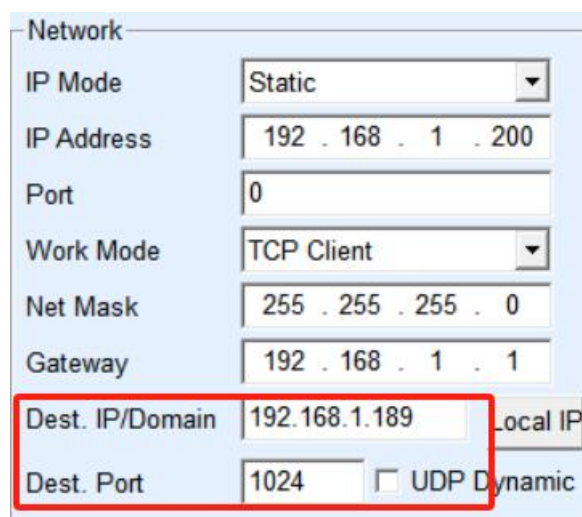 Network
IP Mode Static
IP Address 192 . 168 . 1 . 200
Port 0
Work Mode TCP Client
Net Mask 255 . 255 . 255 . 0
Gateway 192 . 168 . 1 . 1
Dest. IP/Domain 192.168.1.189 Local IP
Dest. Port 1024 UDP Dynamic